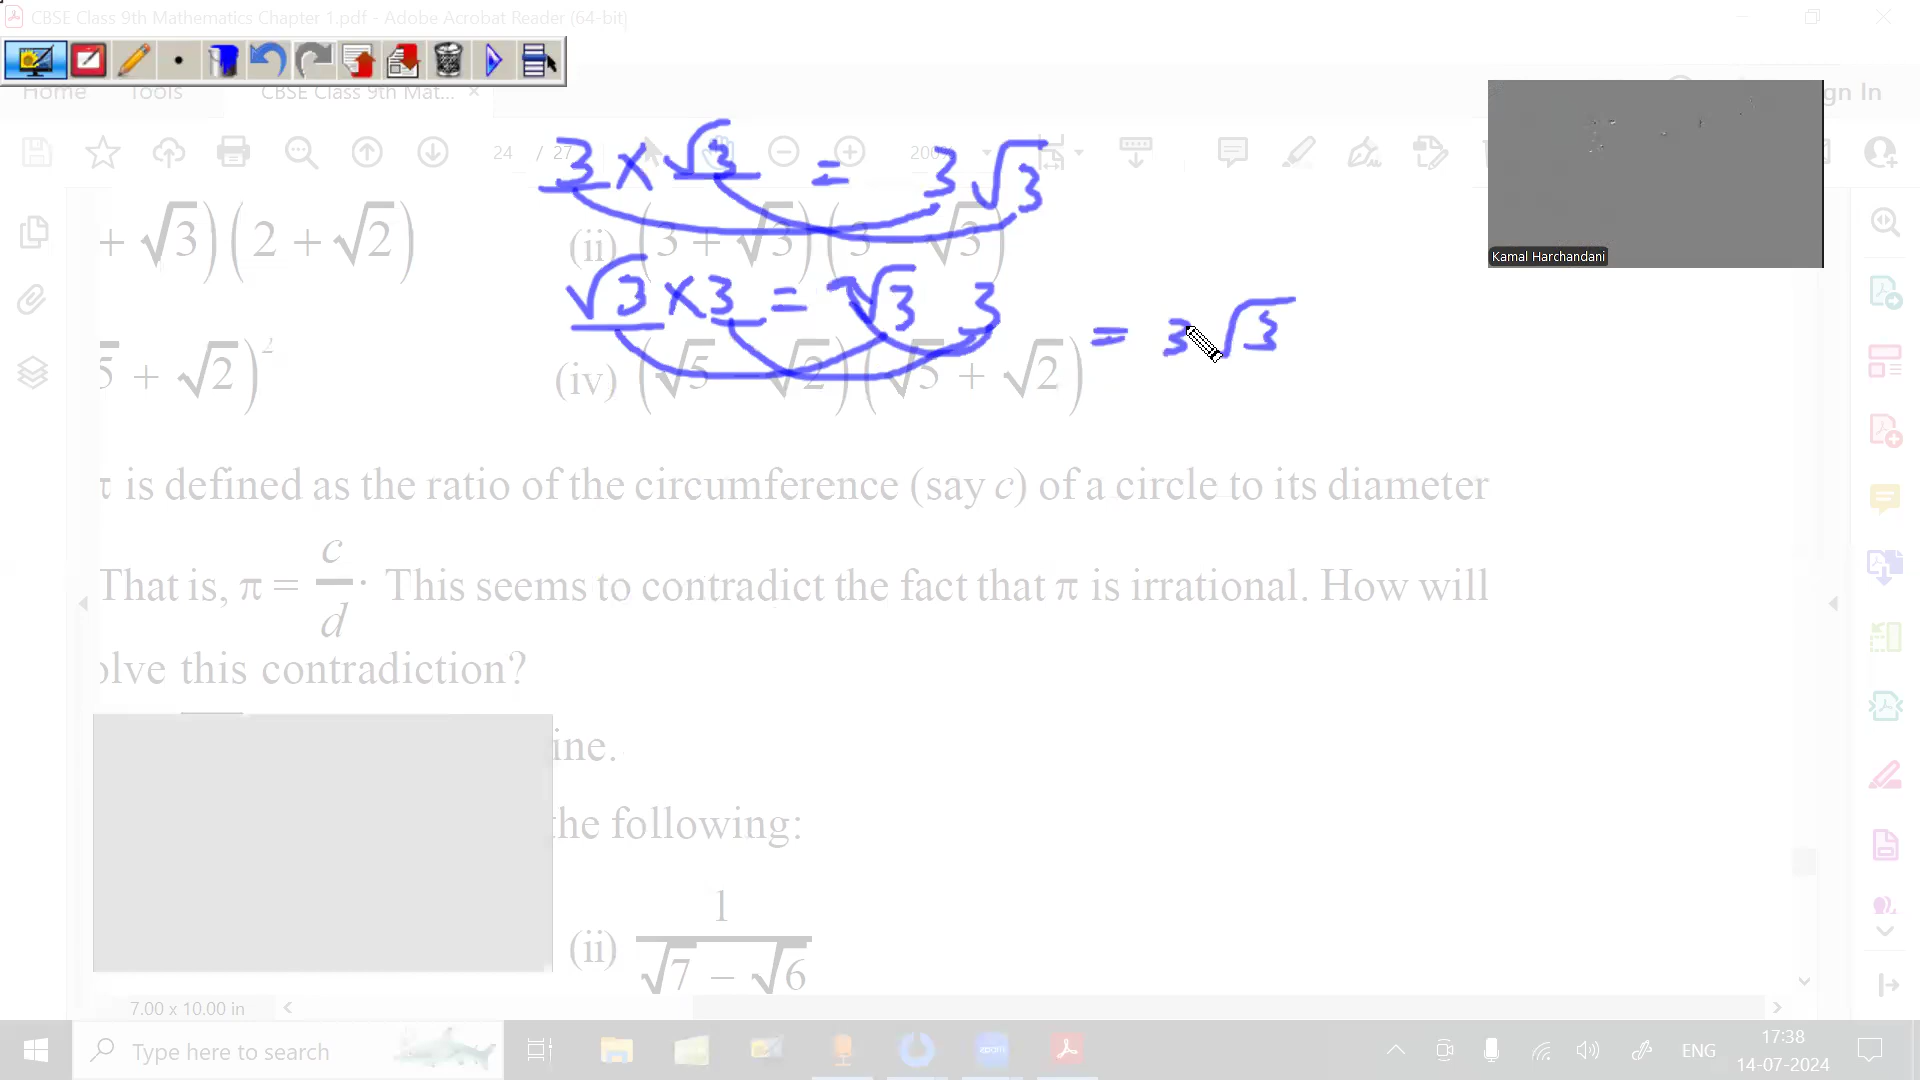 CBSE Class 9th Mathematics Chapter 1.pdf - Adobe Acrobat Reader (64-bit)
Home Tools CBSE Class 9th Mat... × gn In
24 / 27
3 × √3 = 3 √3
+ √3)(2 + √2) (ii) (3 + √3)(3 √3)
Kamal Harchandani
√3 × 3 = √3 3 = 3 √3
5 + √2)² (iv) (√5 √2)(√5 + √2)
π is defined as the ratio of the circumference (say c) of a circle to its diameter
That is, π = c/d. This seems to contradict the fact that π is irrational. How will
olve this contradiction?
ine.
the following:
(ii) 1/(√7 − √6)
7.00 x 10.00 in
Type here to search
zoom
ENG
17:38
14-07-2024